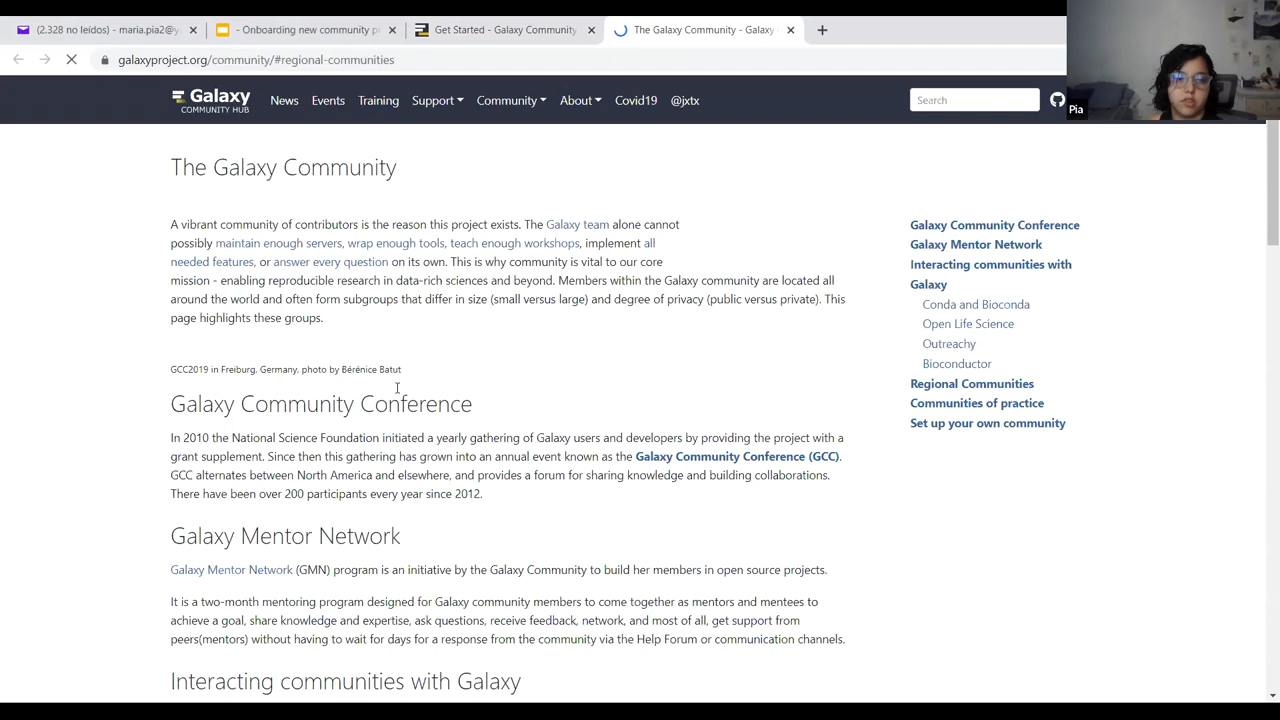 (2.328 no leídos) - maria.pia2@y
- Onboarding new community pr
Get Started - Galaxy Community
The Galaxy Community - Galaxy
galaxyproject.org/community/#regional-communities
Galaxy
COMMUNITY HUB
News
Events
Training
Support
Community
About
Covid19
@jxtx
Search
Pia
The Galaxy Community
A vibrant community of contributors is the reason this project exists. The Galaxy team alone cannot
possibly maintain enough servers, wrap enough tools, teach enough workshops, implement all
needed features, or answer every question on its own. This is why community is vital to our core
mission - enabling reproducible research in data-rich sciences and beyond. Members within the Galaxy community are located all
around the world and often form subgroups that differ in size (small versus large) and degree of privacy (public versus private). This
page highlights these groups.
GCC2019 in Freiburg, Germany, photo by Bérénice Batut
Galaxy Community Conference
In 2010 the National Science Foundation initiated a yearly gathering of Galaxy users and developers by providing the project with a
grant supplement. Since then this gathering has grown into an annual event known as the Galaxy Community Conference (GCC).
GCC alternates between North America and elsewhere, and provides a forum for sharing knowledge and building collaborations.
There have been over 200 participants every year since 2012.
Galaxy Mentor Network
Galaxy Mentor Network (GMN) program is an initiative by the Galaxy Community to build her members in open source projects.
It is a two-month mentoring program designed for Galaxy community members to come together as mentors and mentees to
achieve a goal, share knowledge and expertise, ask questions, receive feedback, network, and most of all, get support from
peers(mentors) without having to wait for days for a response from the community via the Help Forum or communication channels.
Interacting communities with Galaxy
Galaxy Community Conference
Galaxy Mentor Network
Interacting communities with
Galaxy
Conda and Bioconda
Open Life Science
Outreachy
Bioconductor
Regional Communities
Communities of practice
Set up your own community